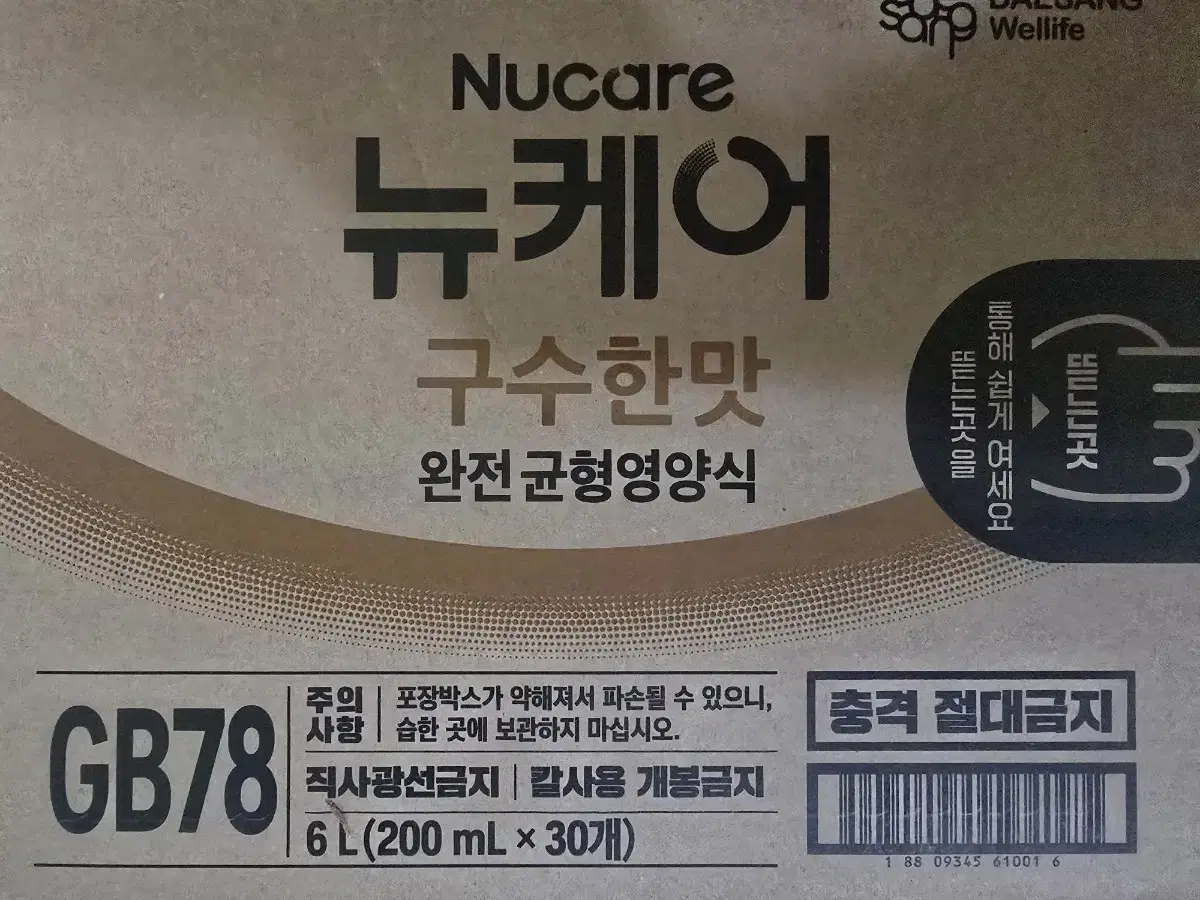 DAESANG
Wellife
Nucare
뉴케어
구수한맛
완전균형영양식
뜯는곳을
통해 쉽게 여세요
뜯는곳
GB78
주의
사항
포장박스가 약해져서 파손될 수 있으니,
습한 곳에 보관하지 마십시오.
직사광선금지 | 칼사용 개봉금지
6 L (200 mL × 30개)
충격 절대금지
1 88 09345 61001 6